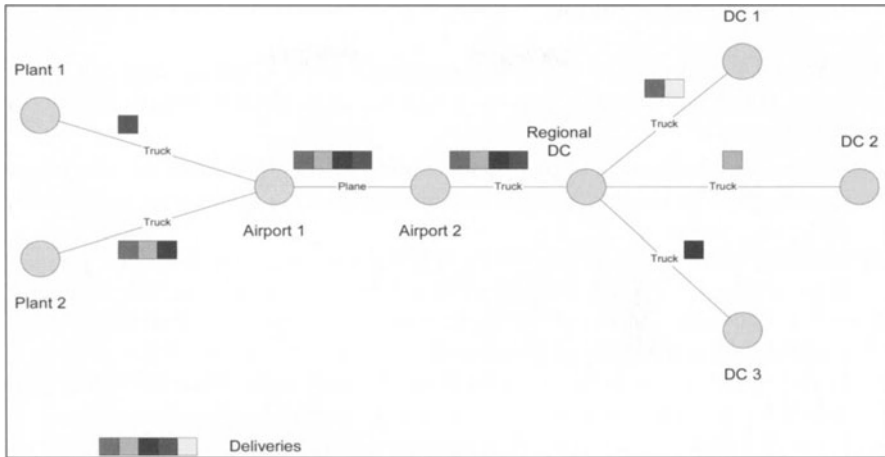 DC 1
Plant 1
Truck
Regional
DC
Truck
DC 2
Plane
Truck
Truck
Truck
Airport 1
Airport 2
Truck
Plant 2
DC 3
Deliveries